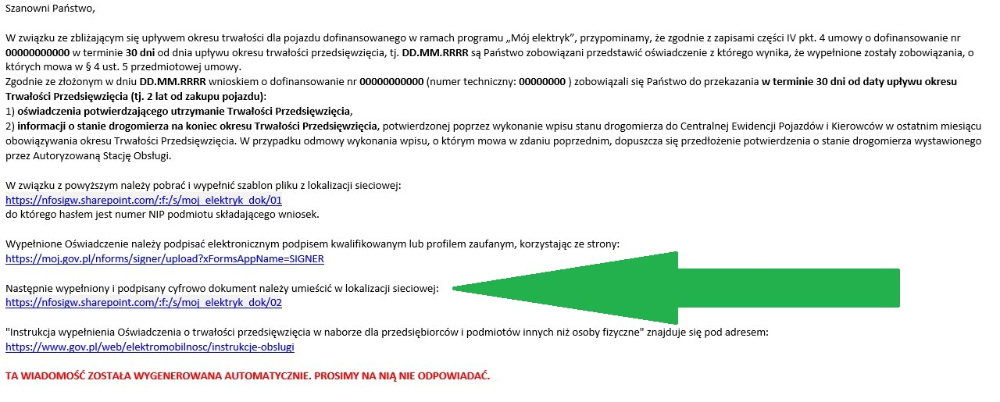 Szanowni Państwo,
W związku ze zbliżającym się upływem okresu trwałości dla pojazdu dofinansowanego w ramach programu „Mój elektryk”, przypominamy, że zgodnie z zapisami części IV pkt. 4 umowy o dofinansowanie nr
00000000000 w terminie 30 dni od dnia upływu okresu trwałości przedsięwzięcia, tj. DD.MM.RRRR są Państwo zobowiązani przedstawić oświadczenie z którego wynika, że wypełnione zostały zobowiązania, o
których mowa w § 4 ust. 5 przedmiotowej umowy.
Zgodnie ze złożonym w dniu DD.MM.RRRR wnioskiem o dofinansowanie nr 00000000000 (numer techniczny: 00000000 ) zobowiązali się Państwo do przekazania w terminie 30 dni od daty upływu okresu
Trwałości Przedsięwzięcia (tj. 2 lat od zakupu pojazdu):
1) oświadczenia potwierdzającego utrzymanie Trwałości Przedsięwzięcia,
2) informacji o stanie drogomierza na koniec okresu Trwałości Przedsięwzięcia, potwierdzonej poprzez wykonanie wpisu stanu drogomierza do Centralnej Ewidencji Pojazdów i Kierowców w ostatnim miesiącu
obowiązywania okresu Trwałości Przedsięwzięcia. W przypadku odmowy wykonania wpisu, o którym mowa w zdaniu poprzednim, dopuszcza się przedłożenie potwierdzenia o stanie drogomierza wystawionego
przez Autoryzowaną Stację Obsługi.
W związku z powyższym należy pobrać i wypełnić szablon pliku z lokalizacji sieciowej:
https://nfosigw.sharepoint.com/:f:/s/moj_elektryk_dok/01
do którego hasłem jest numer NIP podmiotu składającego wniosek.
Wypełnione Oświadczenie należy podpisać elektronicznym podpisem kwalifikowanym lub profilem zaufanym, korzystając ze strony:
https://moj.gov.pl/nforms/signer/upload?xFormsAppName=SIGNER
Następnie wypełniony i podpisany cyfrowo dokument należy umieścić w lokalizacji sieciowej:
https://nfosigw.sharepoint.com/:f:/s/moj_elektryk_dok/02
"Instrukcja wypełnienia Oświadczenia o trwałości przedsięwzięcia w naborze dla przedsiębiorców i podmiotów innych niż osoby fizyczne" znajduje się pod adresem:
https://www.gov.pl/web/elektromobilnosc/instrukcje-obslugi
TA WIADOMOŚĆ ZOSTAŁA WYGENEROWANA AUTOMATYCZNIE. PROSIMY NA NIĄ NIE ODPOWIADAĆ.